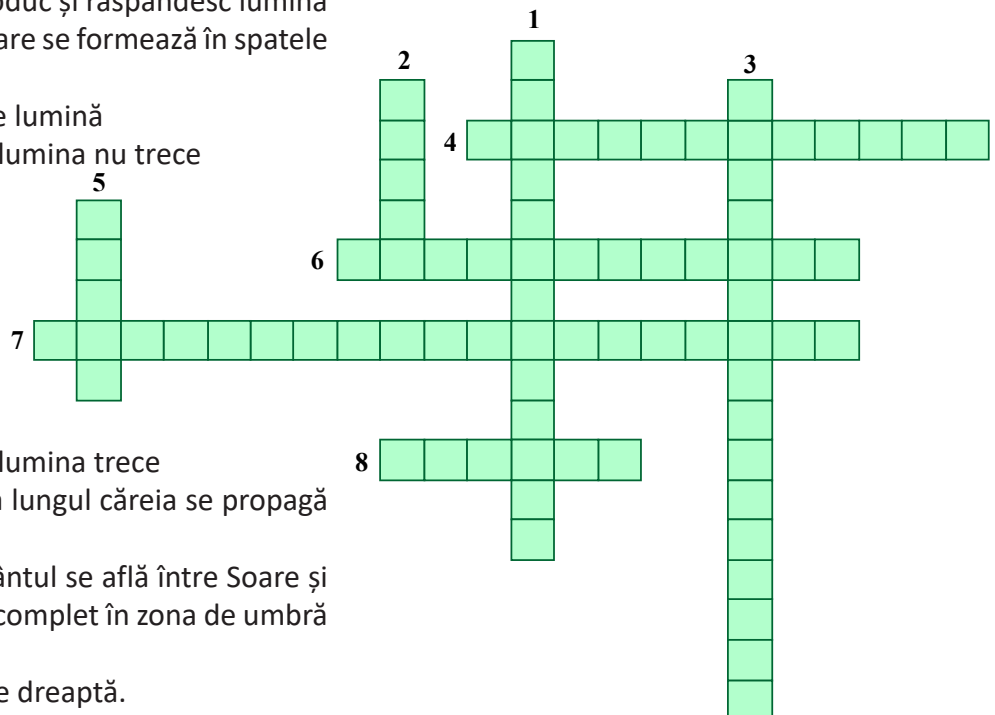 oduc și răspândesc lumina
1
are se formează în spatele
2
3
e lumină
4
lumina nu trece
5
6
7
lumina trece
8
lungul căreia se propagă
ântul se află între Soare și
complet în zona de umbră
e dreaptă.